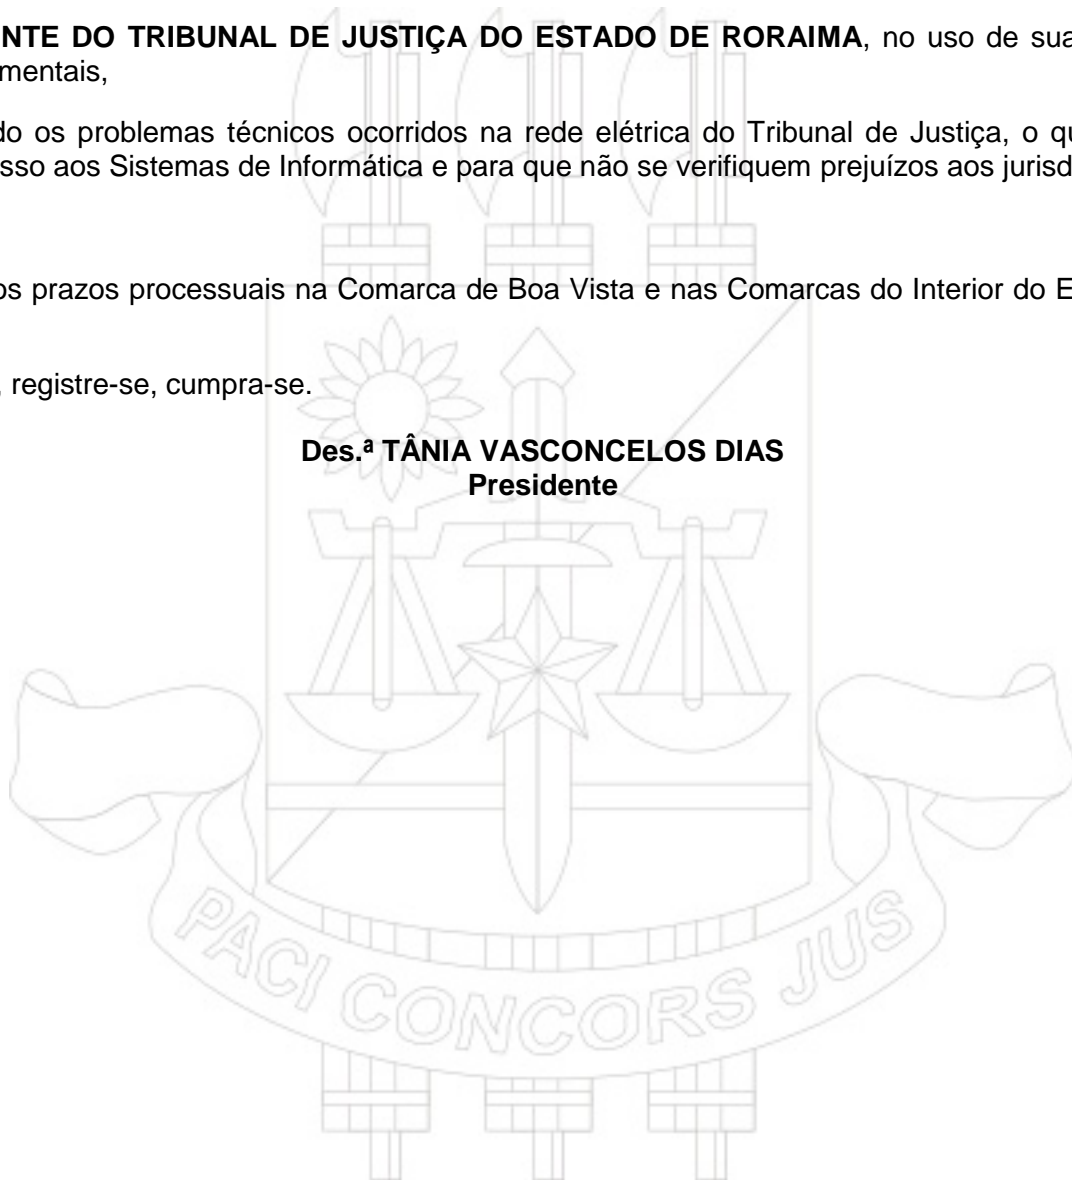 NTE DO TRIBUNAL DE JUSTIÇA DO ESTADO DE RORAIMA, no uso de sua
mentais,
do os problemas técnicos ocorridos na rede elétrica do Tribunal de Justiça, o qu
sso aos Sistemas de Informática e para que não se verifiquem prejuízos aos jurisd
os prazos processuais na Comarca de Boa Vista e nas Comarcas do Interior do E
, registre-se, cumpra-se.
Des.ª TÂNIA VASCONCELOS DIAS
Presidente
PACI CONCORS JUS